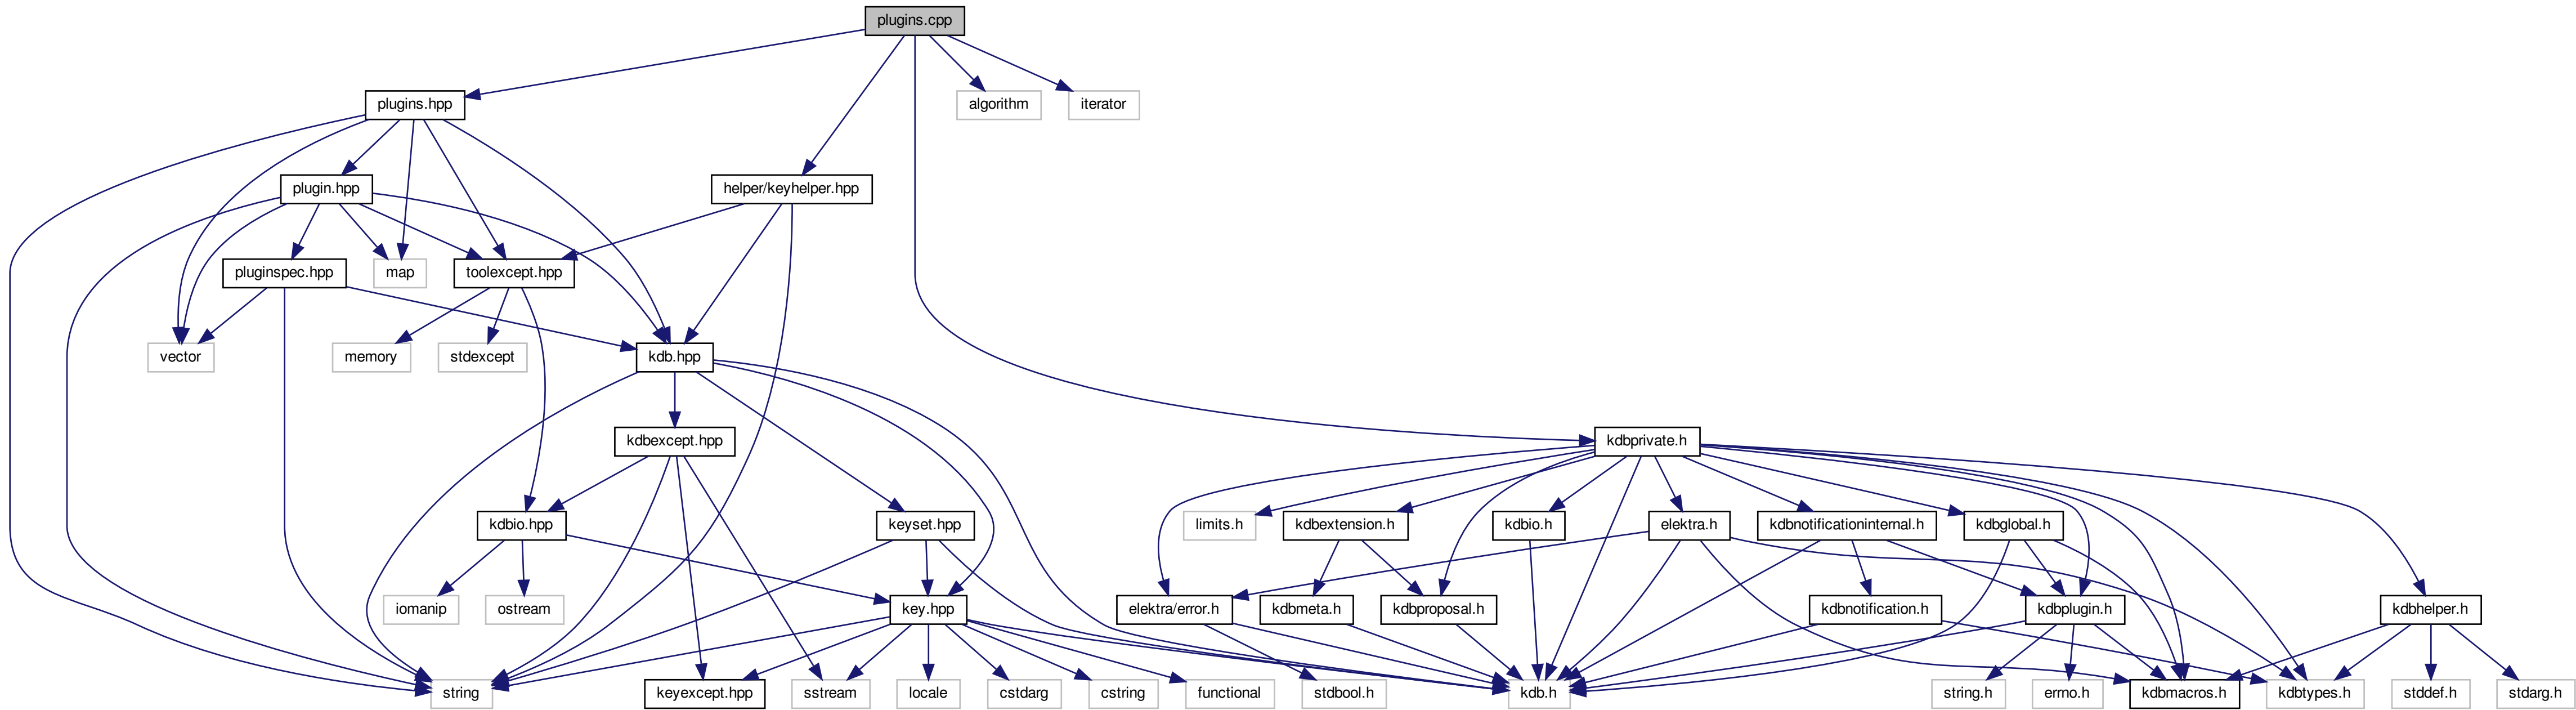 plugins.cpp
plugins.hpp
algorithm
iterator
plugin.hpp
helper/keyhelper.hpp
pluginspec.hpp
map
toolexcept.hpp
vector
memory
stdexcept
kdb.hpp
kdbexcept.hpp
kdbprivate.h
kdbio.hpp
keyset.hpp
limits.h
kdbextension.h
kdbio.h
elektra.h
kdbnotificationinternal.h
kdbglobal.h
iomanip
ostream
key.hpp
elektra/error.h
kdbmeta.h
kdbproposal.h
kdbnotification.h
kdbplugin.h
kdbhelper.h
string
keyexcept.hpp
sstream
locale
cstdarg
cstring
functional
stdbool.h
kdb.h
string.h
errno.h
kdbmacros.h
kdbtypes.h
stddef.h
stdarg.h